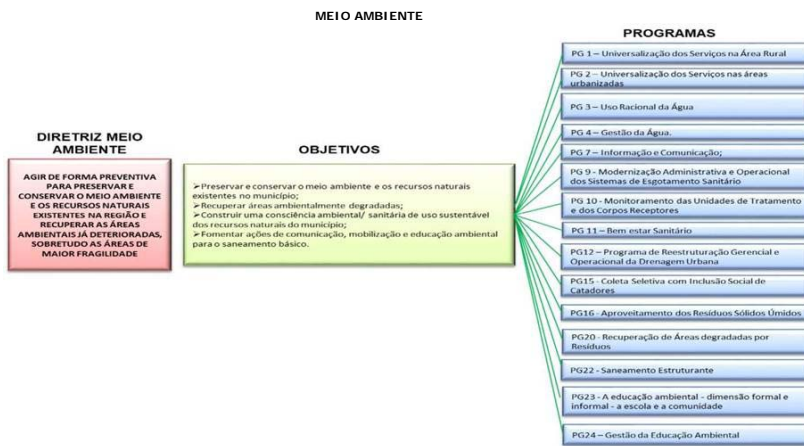 MEIO AMBIENTE
DIRETRIZ MEIO
AMBIENTE
AGIR DE FORMA PREVENTIVA
PARA PRESERVAR E
CONSERVAR O MEIO AMBIENTE
E OS RECURSOS NATURAIS
EXISTENTES NA REGIÃO E
RECUPERAR AS ÁREAS
AMBIENTAIS JÁ DETERIORADAS,
SOBRETUDO AS ÁREAS DE
MAIOR FRAGILIDADE
OBJETIVOS
➤Preservar e conservar o meio ambiente e os recursos naturais
existentes no município;
➤Recuperar áreas ambientalmente degradadas;
➤Construir uma consciência ambiental/ sanitária de uso sustentável
dos recursos naturais do município;
➤Fomentar ações de comunicação, mobilização e educação ambiental
para o saneamento básico.
PROGRAMAS
PG 1 – Universalização dos Serviços na Área Rural
PG 2 – Universalização dos Serviços nas áreas
urbanizadas
PG 3 – Uso Racional da Água
PG 4 – Gestão da Água.
PG 7 – Informação e Comunicação;
PG 9 - Modernização Administrativa e Operacional
dos Sistemas de Esgotamento Sanitário
PG 10 - Monitoramento das Unidades de Tratamento
e dos Corpos Receptores
PG 11 – Bem estar Sanitário
PG12 – Programa de Reestruturação Gerencial e
Operacional da Drenagem Urbana
PG15 - Coleta Seletiva com Inclusão Social de
Catadores
PG16 - Aproveitamento dos Resíduos Sólidos Úmidos
PG20 - Recuperação de Áreas degradadas por
Resíduos
PG22 - Saneamento Estruturante
PG23 - A educação ambiental - dimensão formal e
informal - a escola e a comunidade
PG24 – Gestão da Educação Ambiental